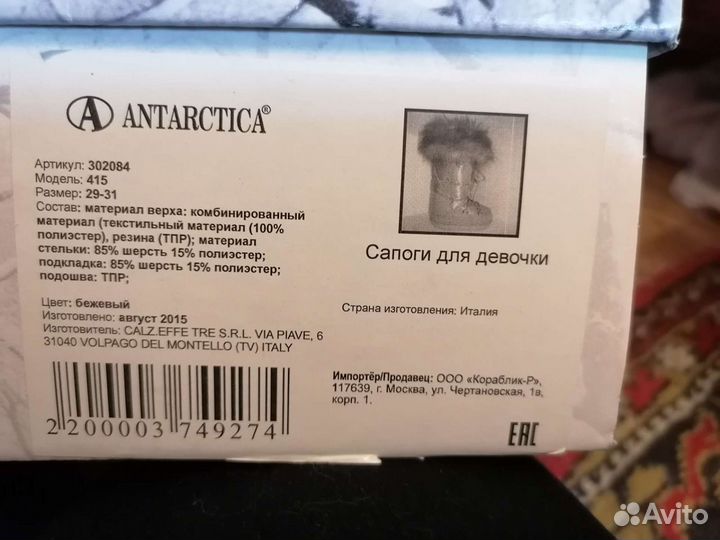 ANTARCTICA®
Артикул: 302084
Модель: 415
Размер: 29-31
Состав: материал верха: комбинированный
материал (текстильный материал (100%
полиэстер), резина (ТПР); материал
стельки: 85% шерсть 15% полиэстер;
подкладка: 85% шерсть 15% полиэстер;
подошва: ТПР;
Цвет: бежевый
Изготовлено: август 2015
Изготовитель: CALZ.EFFE TRE S.R.L. VIA PIAVE, 6
31040 VOLPAGO DEL MONTELLO (TV) ITALY
2 200003 749274
Сапоги для девочки
Страна изготовления: Италия
Импортёр/Продавец: ООО «Кораблик-Р»,
117639, г. Москва, ул. Чертановская, 1в,
корп. 1.
EAC
Avito